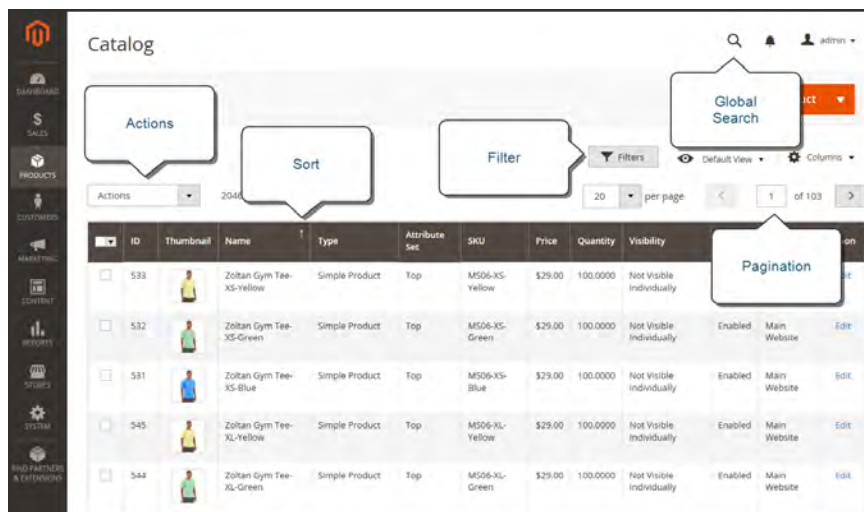 Catalog
admin
Actions
Global
Search
uct
Sort
Filter
Filters
Default View
Columns
Actions
2046
20
per page
1
of 103
Pagination
DASHBOARD
SALES
PRODUCTS
CUSTOMERS
MARKETING
CONTENT
REPORTS
STORES
SYSTEM
FIND PARTNERS
& EXTENSIONS
ID Thumbnail Name Type Attribute Set SKU Price Quantity Visibility on
533 Zoltan Gym Tee- Simple Product Top MS06-XS- $29.00 100.0000 Not Visible Edit
XS-Yellow Yellow Individually
532 Zoltan Gym Tee- Simple Product Top MS06-XS- $29.00 100.0000 Not Visible Enabled Main Edit
XS-Green Green Individually Website
531 Zoltan Gym Tee- Simple Product Top MS06-XS- $29.00 100.0000 Not Visible Enabled Main Edit
XS-Blue Blue Individually Website
545 Zoltan Gym Tee- Simple Product Top MS06-XL- $29.00 100.0000 Not Visible Enabled Main Edit
XL-Yellow Yellow Individually Website
544 Zoltan Gym Tee- Simple Product Top MS06-XL- $29.00 100.0000 Not Visible Enabled Main Edit
XL-Green Green Individually Website